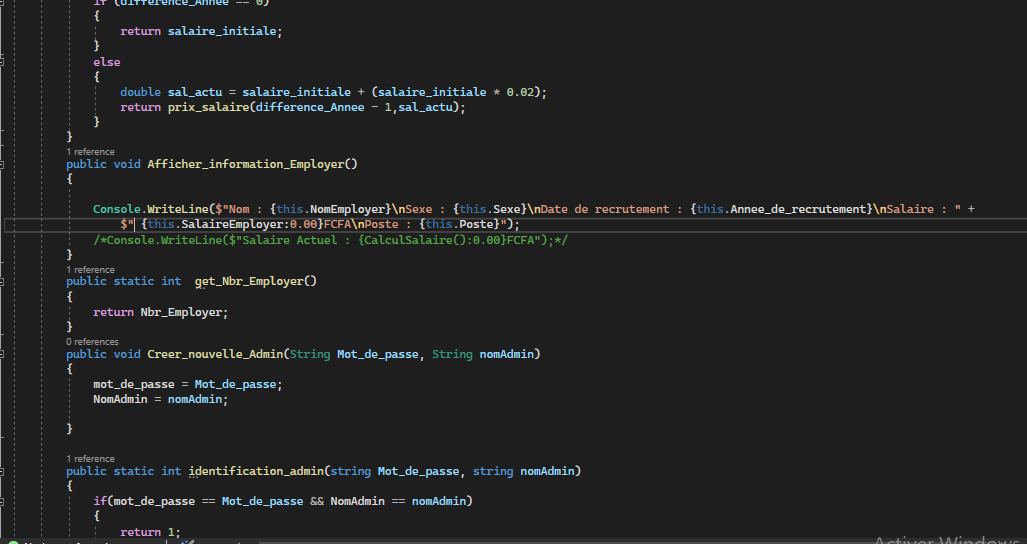 if (difference_Annee == 0)
{
return salaire_initiale;
}
else
{
double sal_actu = salaire_initiale + (salaire_initiale * 0.02);
return prix_salaire(difference_Annee - 1,sal_actu);
}
}
1 reference
public void Afficher_information_Employer()
{
Console.WriteLine($"Nom : {this.NomEmployer}\nSexe : {this.Sexe}\nDate de recrutement : {this.Annee_de_recrutement}\nSalaire : " +
$" {this.SalaireEmployer:0.00}FCFA\nPoste : {this.Poste}");
/*Console.WriteLine($"Salaire Actuel : {CalculSalaire():0.00}FCFA");*/
}
1 reference
public static int  get_Nbr_Employer()
{
return Nbr_Employer;
}
0 references
public void Creer_nouvelle_Admin(String Mot_de_passe, String nomAdmin)
{
mot_de_passe = Mot_de_passe;
NomAdmin = nomAdmin;
}
1 reference
public static int identification_admin(string Mot_de_passe, string nomAdmin)
{
if(mot_de_passe == Mot_de_passe && NomAdmin == nomAdmin)
{
return 1;
Activer Windows